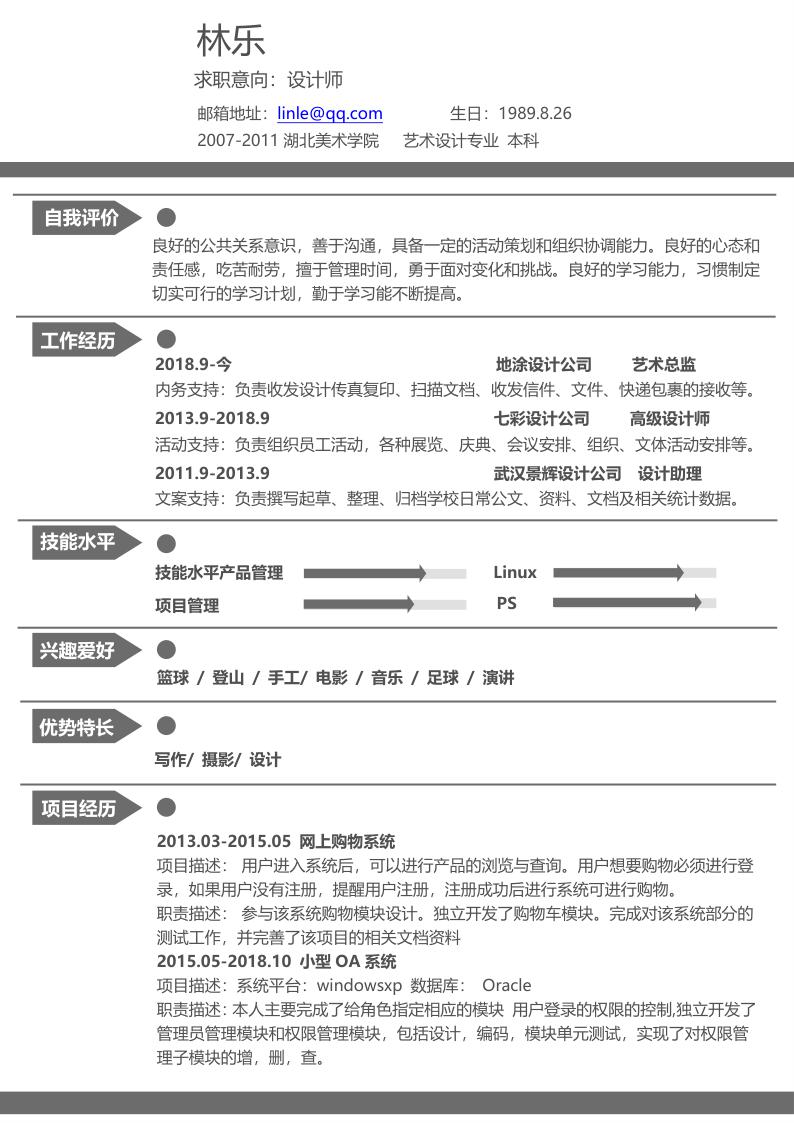 林乐
求职意向：设计师
邮箱地址：linle@qq.com 生日：1989.8.26
2007-2011 湖北美术学院 艺术设计专业 本科
自我评价
良好的公共关系意识，善于沟通，具备一定的活动策划和组织协调能力。良好的心态和
责任感，吃苦耐劳，擅于管理时间，勇于面对变化和挑战。良好的学习能力，习惯制定
切实可行的学习计划，勤于学习能不断提高。
工作经历
2018.9-今 地涂设计公司 艺术总监
内务支持：负责收发设计传真复印、扫描文档、收发信件、文件、快递包裹的接收等。
2013.9-2018.9 七彩设计公司 高级设计师
活动支持：负责组织员工活动，各种展览、庆典、会议安排、组织、文体活动安排等。
2011.9-2013.9 武汉景辉设计公司 设计助理
文案支持：负责撰写起草、整理、归档学校日常公文、资料、文档及相关统计数据。
技能水平
技能水平产品管理 Linux
项目管理 PS
兴趣爱好
篮球 / 登山 / 手工/ 电影 / 音乐 / 足球 / 演讲
优势特长
写作/ 摄影/ 设计
项目经历
2013.03-2015.05 网上购物系统
项目描述： 用户进入系统后，可以进行产品的浏览与查询。用户想要购物必须进行登
录，如果用户没有注册，提醒用户注册，注册成功后进行系统可进行购物。
职责描述： 参与该系统购物模块设计。独立开发了购物车模块。完成对该系统部分的
测试工作，并完善了该项目的相关文档资料
2015.05-2018.10 小型 OA 系统
项目描述：系统平台：windowsxp 数据库： Oracle
职责描述：本人主要完成了给角色指定相应的模块 用户登录的权限的控制,独立开发了
管理员管理模块和权限管理模块，包括设计，编码，模块单元测试，实现了对权限管
理子模块的增，删，查。